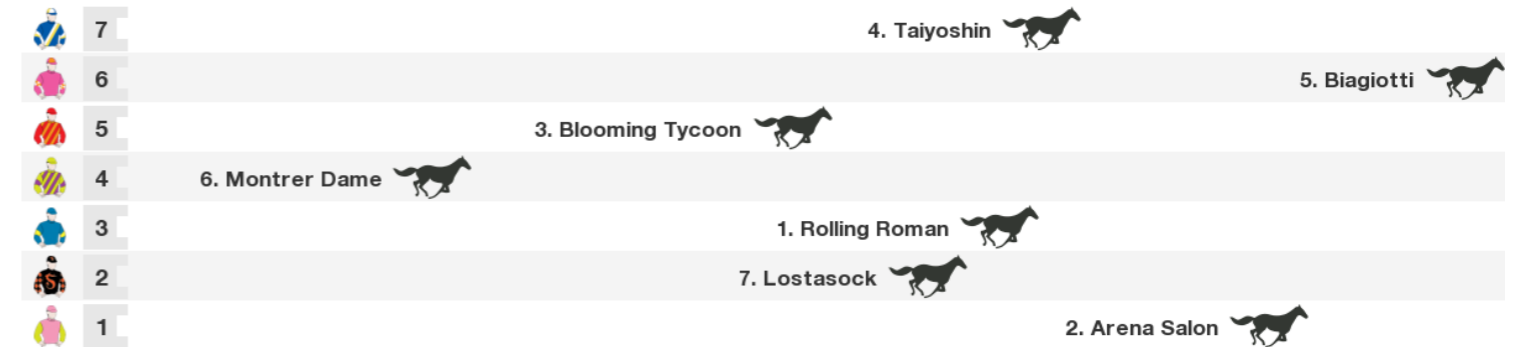 7 4. Taiyoshin
6 5. Biagiotti
5 3. Blooming Tycoon
4 6. Montrer Dame
3 1. Rolling Roman
2 7. Lostasock
1 2. Arena Salon